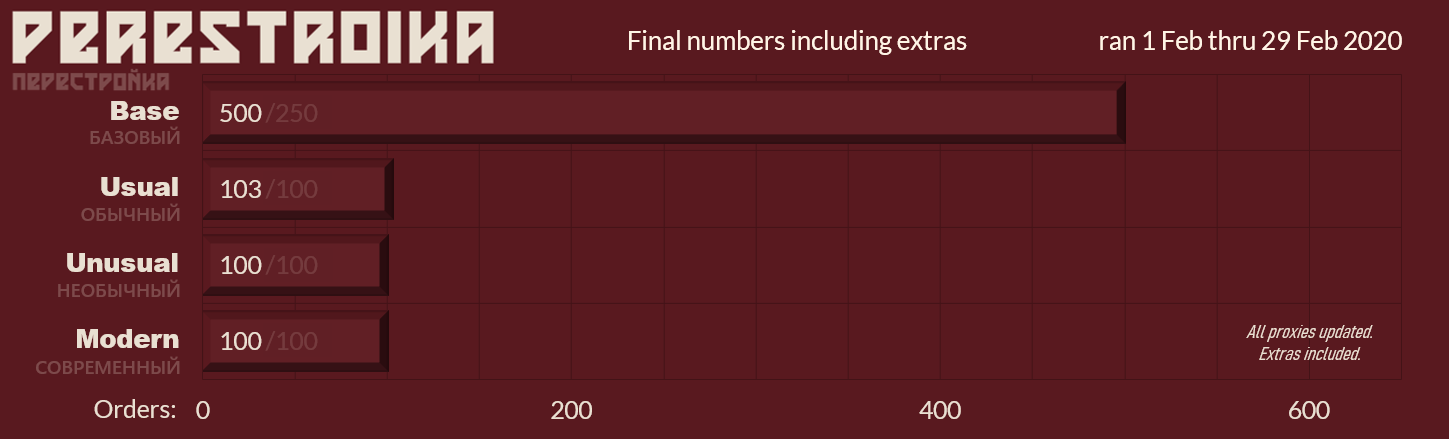 PERESTROIKA
Final numbers including extras
ran 1 Feb thru 29 Feb 2020
ПЕРЕСТРОЙКА
Base
500 /250
БАЗОВЫЙ
Usual
103 /100
ОБЫЧНЫЙ
Unusual
100 /100
НЕОБЫЧНЫЙ
Modern
100 /100
СОВРЕМЕННЫЙ
All proxies updated.
Extras included.
Orders: 0 200 400 600